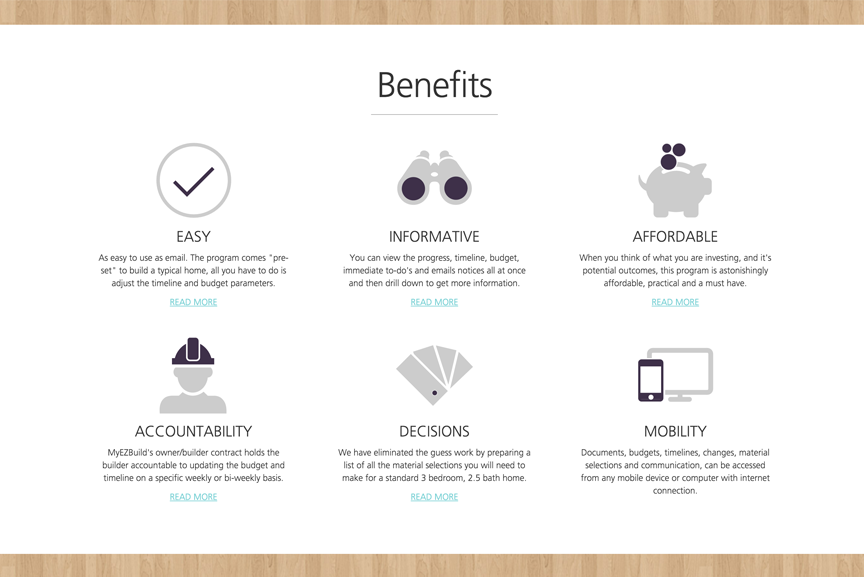 Benefits
EASY
As easy to use as email. The program comes "pre-
set" to build a typical home, all you have to do is
adjust the timeline and budget parameters.
READ MORE
INFORMATIVE
You can view the progress, timeline, budget,
immediate to-do's and emails notices all at once
and then drill down to get more information.
READ MORE
AFFORDABLE
When you think of what you are investing, and it's
potential outcomes, this program is astonishingly
affordable, practical and a must have.
READ MORE
ACCOUNTABILITY
MyEZBuild's owner/builder contract holds the
builder accountable to updating the budget and
timeline on a specific weekly or bi-weekly basis.
READ MORE
DECISIONS
We have eliminated the guess work by preparing a
list of all the material selections you will need to
make for a standard 3 bedroom, 2.5 bath home.
READ MORE
MOBILITY
Documents, budgets, timelines, changes, material
selections and communication, can be accessed
from any mobile device or computer with internet
connection.